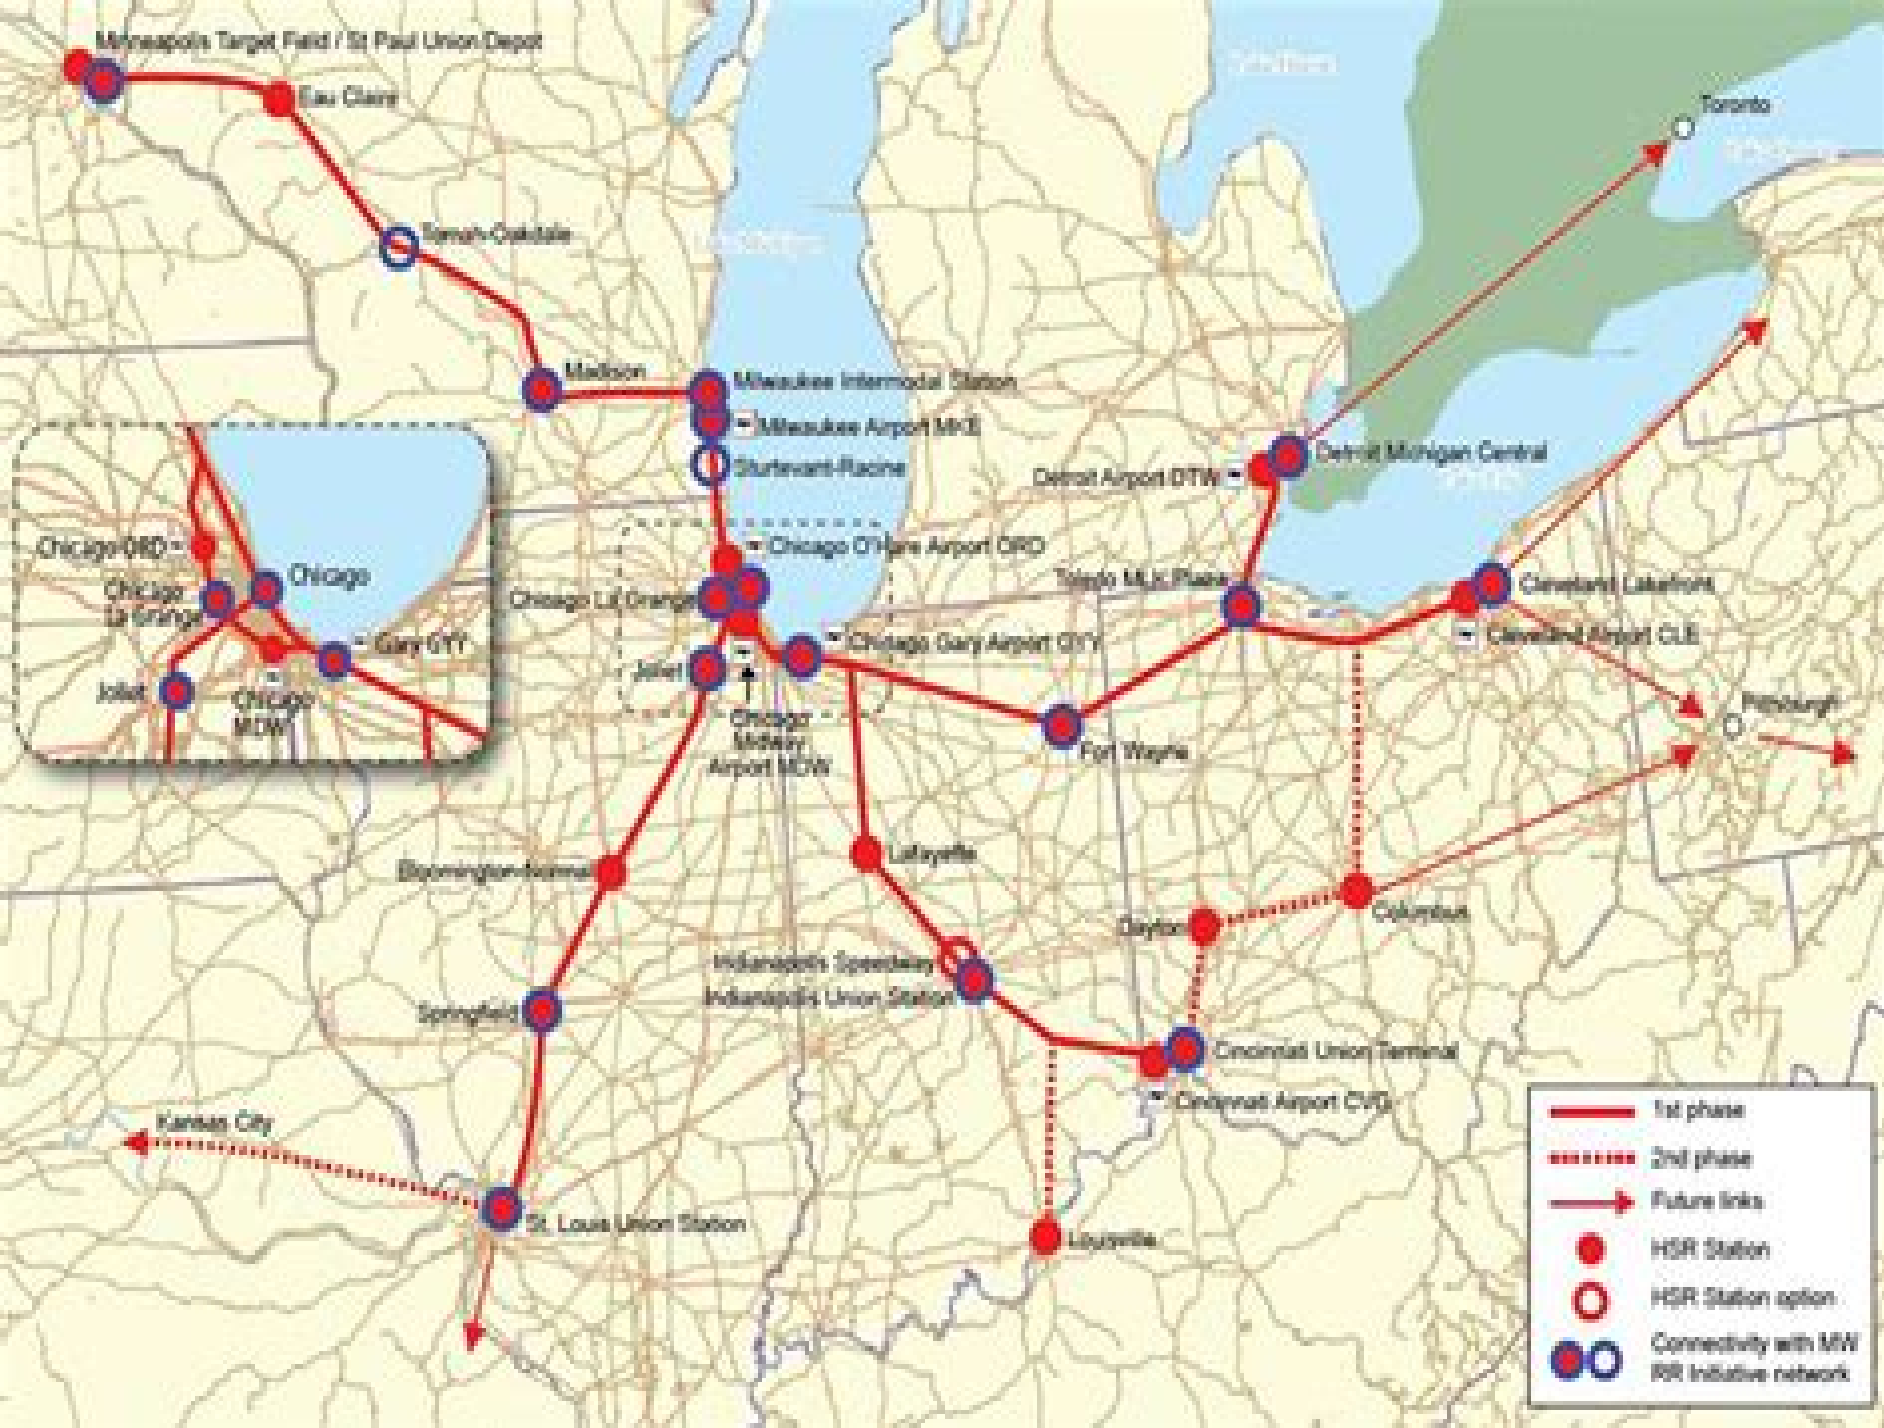 Minneapolis Target Field / St Paul Union Depot
Eau Claire
Toronto
Tomah-Oakdale
Madison
Milwaukee Intermodal Station
Milwaukee Airport MKE
Sturtevant-Racine
Detroit Michigan Central
Detroit Airport DTW
Chicago-ORD
Chicago
La Grange
Chicago
Gary GYY
Joliet
Chicago
MDW
Chicago O'Hare Airport ORD
Chicago La Grange
Toledo MLK Plaza
Cleveland Lakefront
Cleveland Airport CLE
Chicago Gary Airport GYY
Joliet
Chicago
Midway
Airport MDW
Fort Wayne
Pittsburgh
Bloomington-Normal
Lafayette
Dayton
Columbus
Indianapolis Speedway
Indianapolis Union Station
Springfield
Cincinnati Union Terminal
Cincinnati Airport CVG
Kansas City
St. Louis Union Station
Louisville
1st phase
2nd phase
Future links
HSR Station
HSR Station option
Connectivity with MW
RR Initiative network